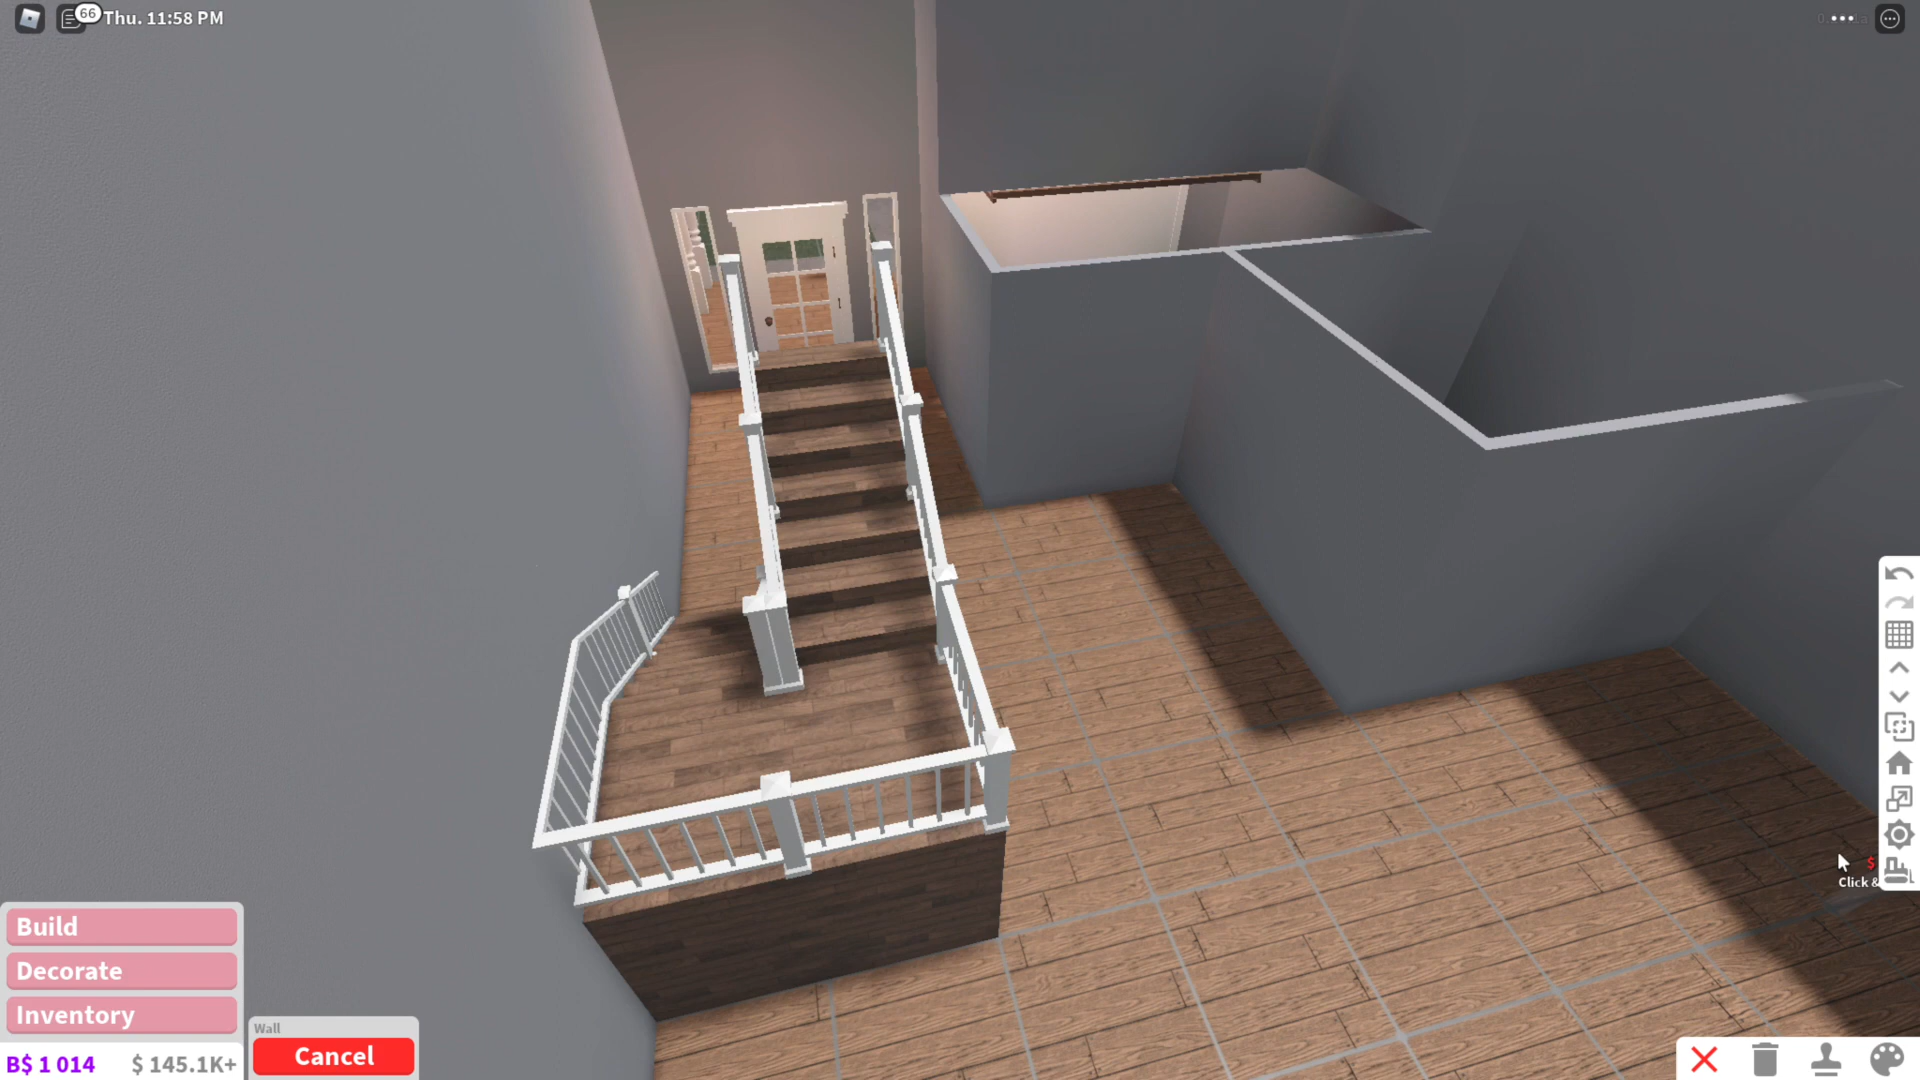 66
Thu. 11:58 PM
Build
Decorate
Inventory
B$ 1 014
$ 145.1K+
Wall
Cancel
$
Click &